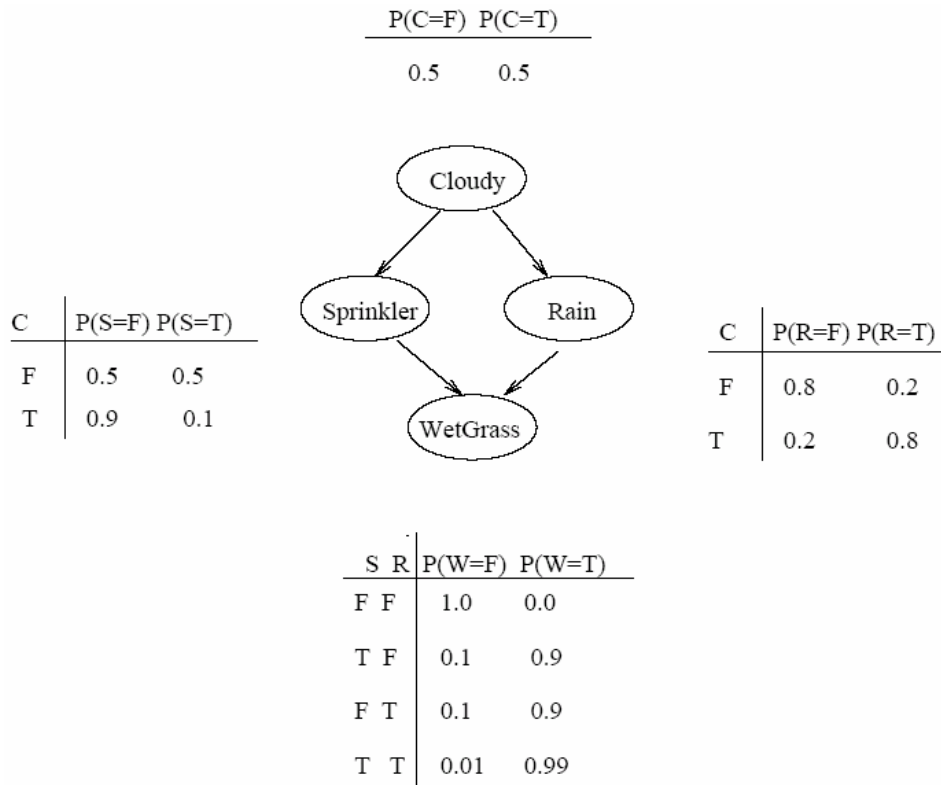 P(C=F) P(C=T)
0.5 0.5
Cloudy
Sprinkler
Rain
WetGrass
C P(S=F) P(S=T)
F 0.5 0.5
T 0.9 0.1
C P(R=F) P(R=T)
F 0.8 0.2
T 0.2 0.8
S R P(W=F) P(W=T)
F F 1.0 0.0
T F 0.1 0.9
F T 0.1 0.9
T T 0.01 0.99